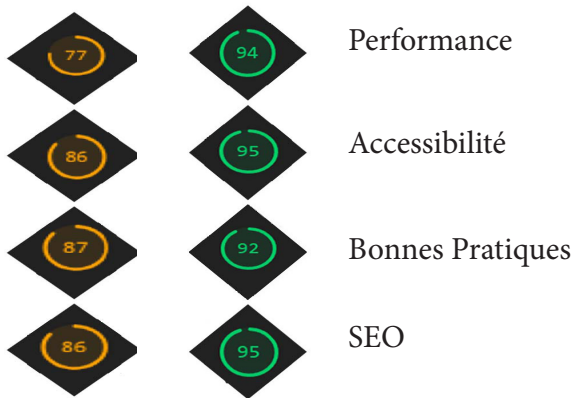 77 94 Performance
86 95 Accessibilité
87 92 Bonnes Pratiques
86 95 SEO